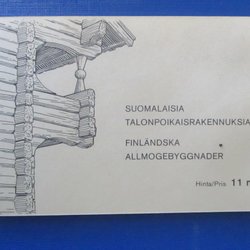 SUOMALAISIA
TALONPOIKAISRAKENNUKSIA
FINLÄNDSKA
ALLMOGEBYGGNADER
Hinta/Pris 11